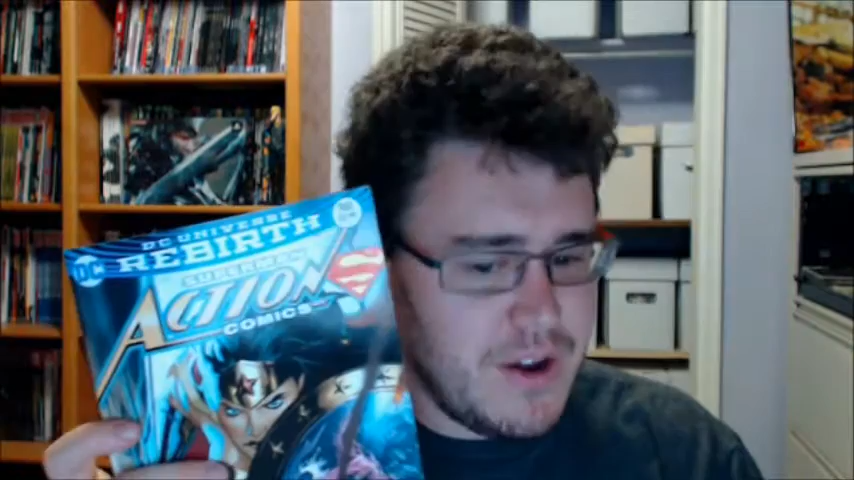 DC UNIVERSE
DC REBIRTH
SUPERMAN
ACTION
COMICS